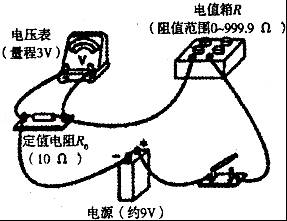 电压表
(量程3V)
V
电值箱R
(阻值范围0~999.9 Ω)
定值电阻R₀
(10 Ω)
- +
电源 (约9V)